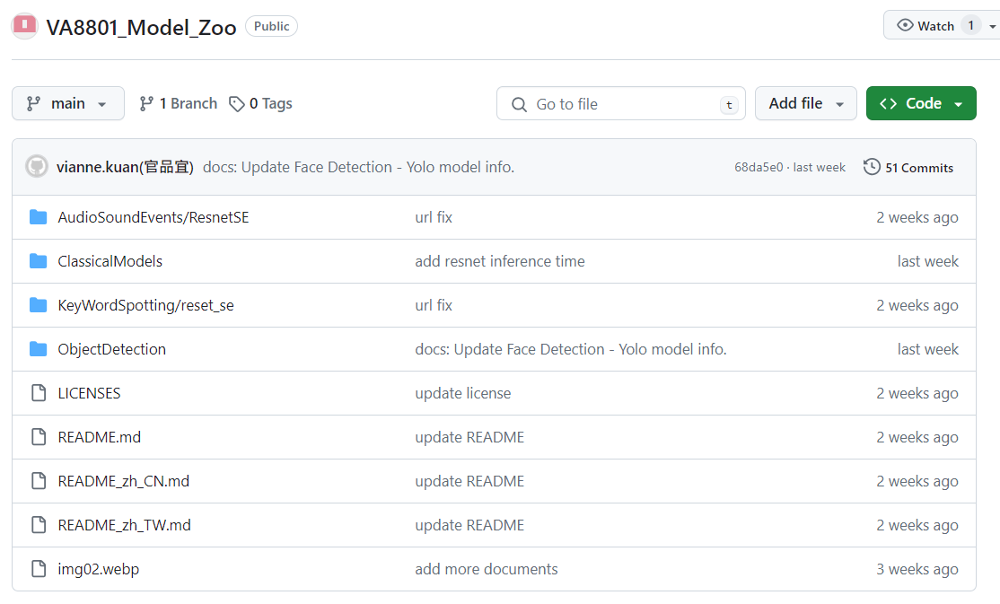 VA8801_Model_Zoo Public Watch 1
main 1 Branch 0 Tags Go to file t Add file Code
vianne.kuan(官品宜) docs: Update Face Detection - Yolo model info. 68da5e0 · last week 51 Commits
AudioSoundEvents/ResnetSE url fix 2 weeks ago
ClassicalModels add resnet inference time last week
KeyWordSpotting/reset_se url fix 2 weeks ago
ObjectDetection docs: Update Face Detection - Yolo model info. last week
LICENSES update license 2 weeks ago
README.md update README 2 weeks ago
README_zh_CN.md update README 2 weeks ago
README_zh_TW.md update README 2 weeks ago
img02.webp add more documents 3 weeks ago